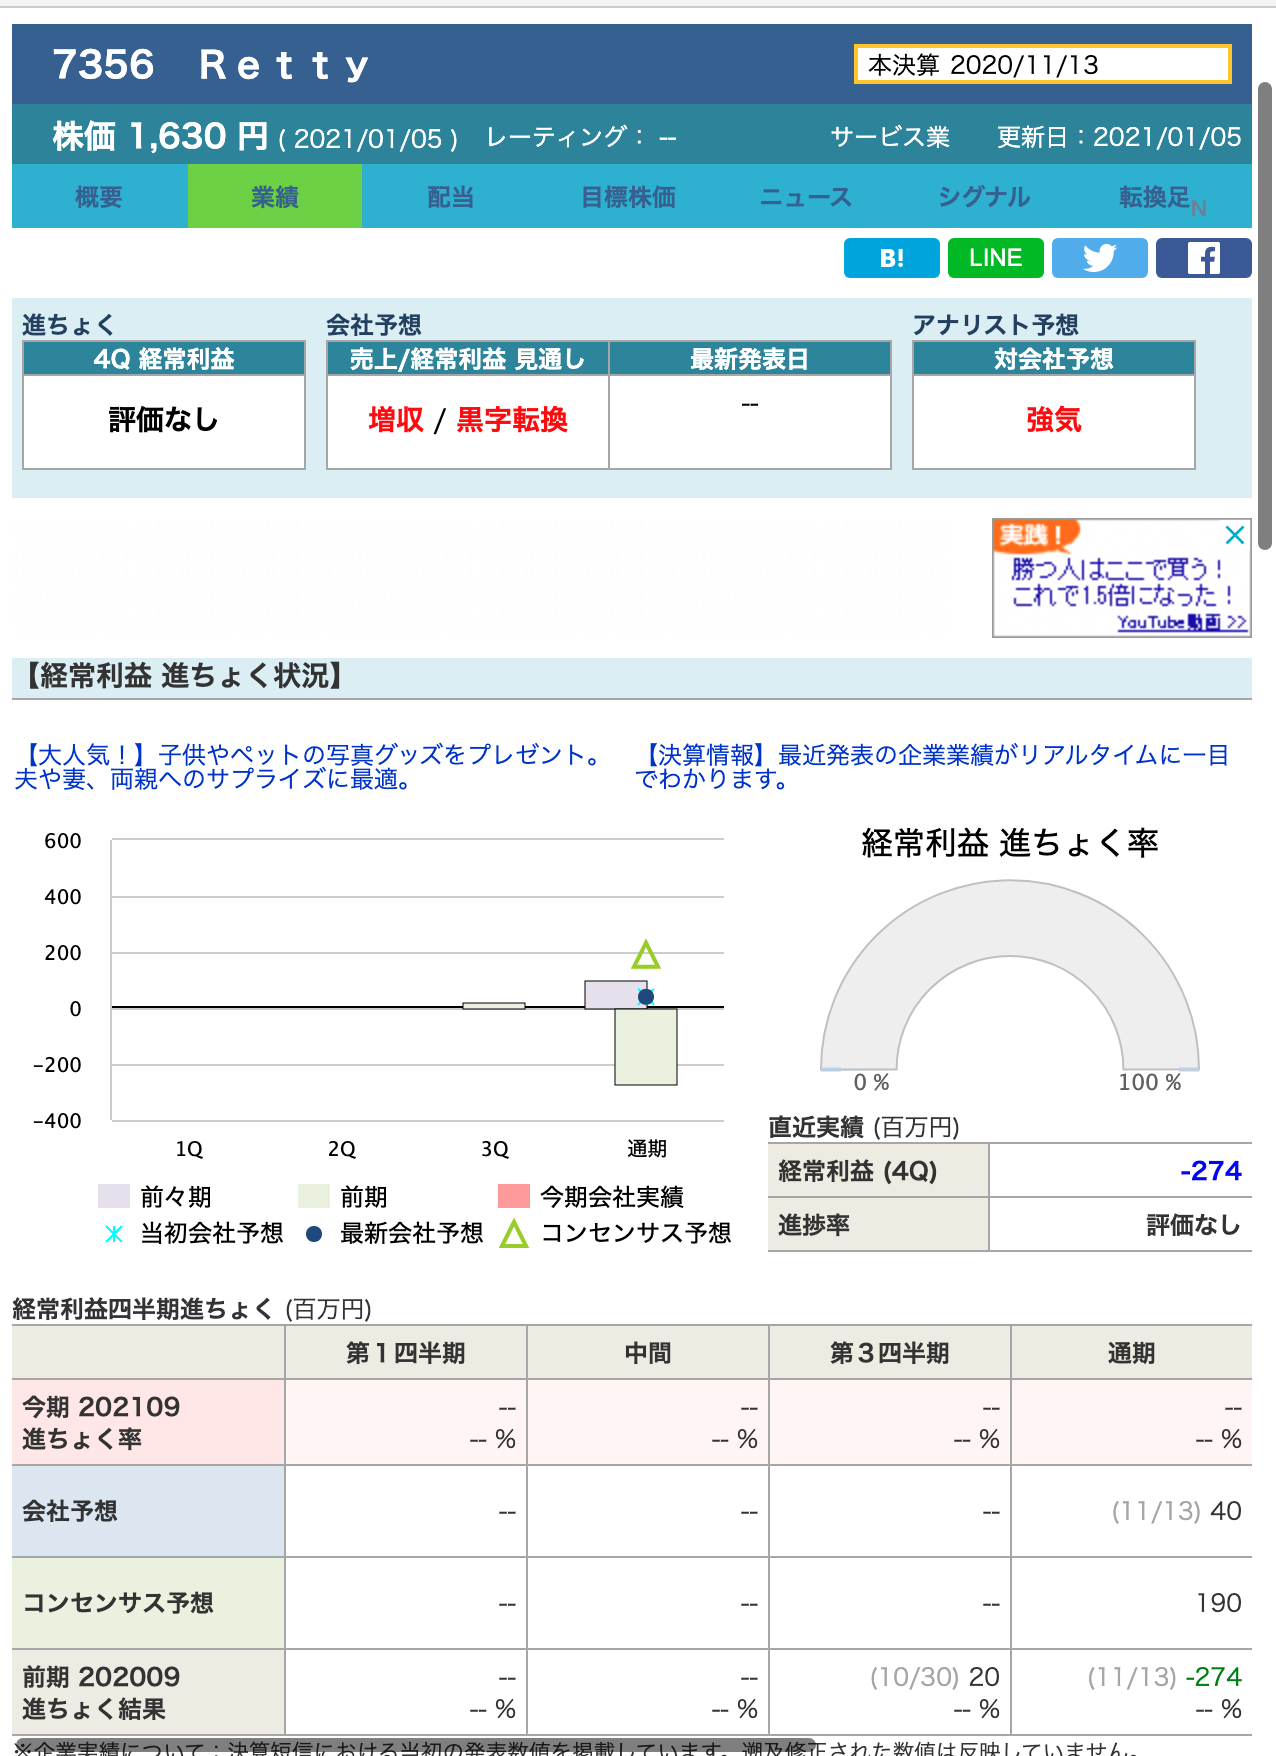 7356　Ｒｅｔｔｙ
本決算 2020/11/13
株価 1,630 円 ( 2021/01/05 ) レーティング： --
サービス業 更新日：2021/01/05
概要 業績 配当 目標株価 ニュース シグナル 転換足N
B! LINE
進ちょく 会社予想 アナリスト予想
4Q 経常利益 売上/経常利益 見通し 最新発表日 対会社予想
評価なし 増収 / 黒字転換 -- 強気
実践！
勝つ人はここで買う！
これで1.5倍になった！
YouTube動画 >>
【経常利益 進ちょく状況】
【大人気！】子供やペットの写真グッズをプレゼント。
夫や妻、両親へのサプライズに最適。
【決算情報】最近発表の企業業績がリアルタイムに一目
でわかります。
600
400
200
0
-200
-400
1Q 2Q 3Q 通期
前々期 前期 今期会社実績
当初会社予想 最新会社予想 コンセンサス予想
経常利益 進ちょく率
0 % 100 %
直近実績 (百万円)
経常利益 (4Q) -274
進捗率 評価なし
経常利益四半期進ちょく (百万円)
第１四半期 中間 第３四半期 通期
今期 202109 -- -- -- --
進ちょく率 -- % -- % -- % -- %
会社予想 -- -- -- (11/13) 40
コンセンサス予想 -- -- -- 190
前期 202009 -- -- (10/30) 20 (11/13) -274
進ちょく結果 -- % -- % -- % -- %
※企業実績について：決算短信における当初の発表数値を掲載しています。遡及修正された数値は反映していません。